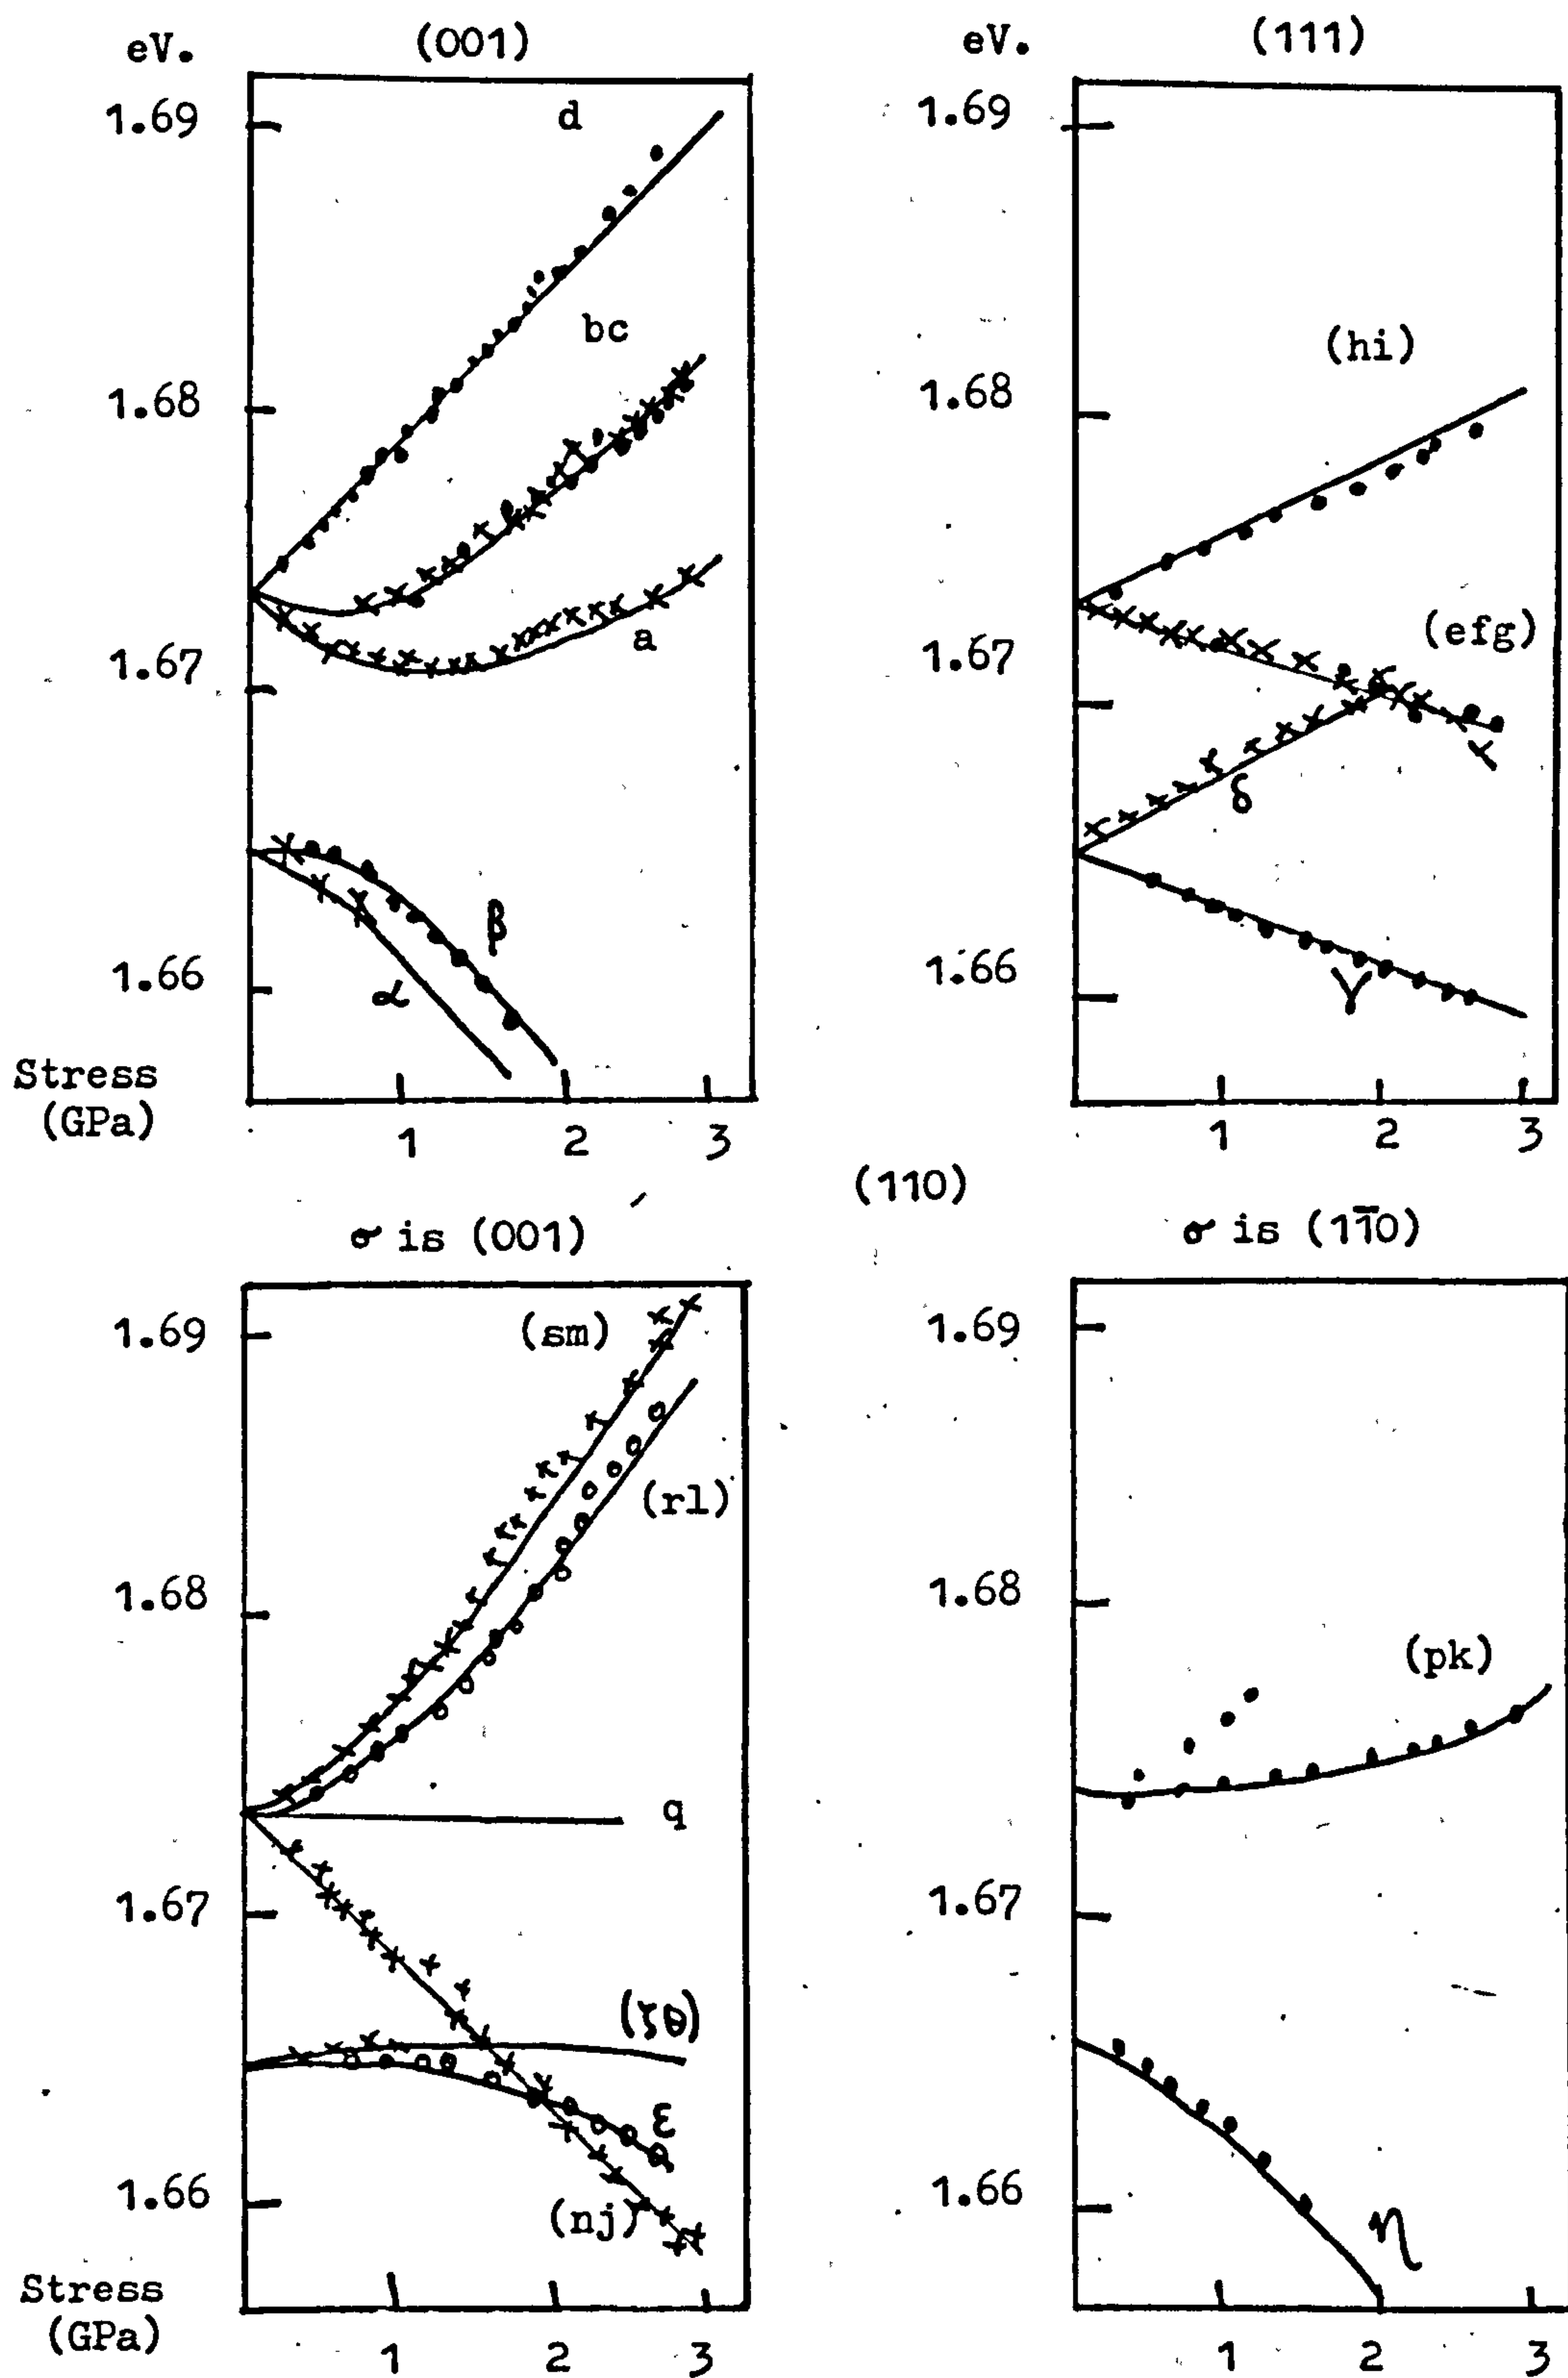 eV. (001) eV. (111)
1.69 d 1.69
bc (hi)
1.68 1.68
(efg)
1.67 a 1.67
δ
β
1.66 α 1.66 γ
Stress
(GPa)
1 2 3 1 2 3
(110)
σ is (001) σ is (11̄0)
1.69 (sm) 1.69
(rl)
1.68 1.68
(pk)
q
1.67 1.67
(ζθ)
ε
1.66 (nj) 1.66 η
Stress
(GPa)
1 2 3 1 2 3